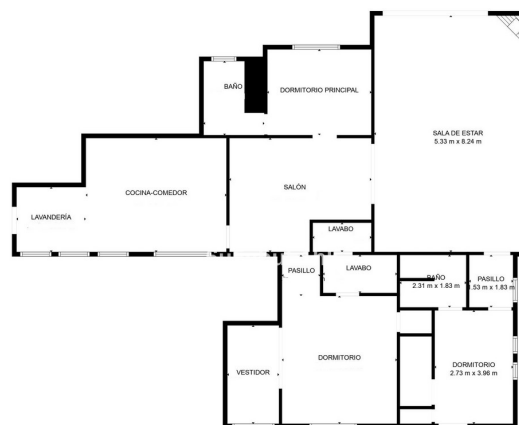 BAÑO
DORMITORIO PRINCIPAL
SALA DE ESTAR
5.33 m x 8.24 m
COCINA-COMEDOR
SALÓN
LAVANDERÍA
LAVABO
PASILLO
LAVABO
BAÑO
2.31 m x 1.83 m
PASILLO
1.53 m x 1.83 m
DORMITORIO
VESTIDOR
DORMITORIO
2.73 m x 3.96 m